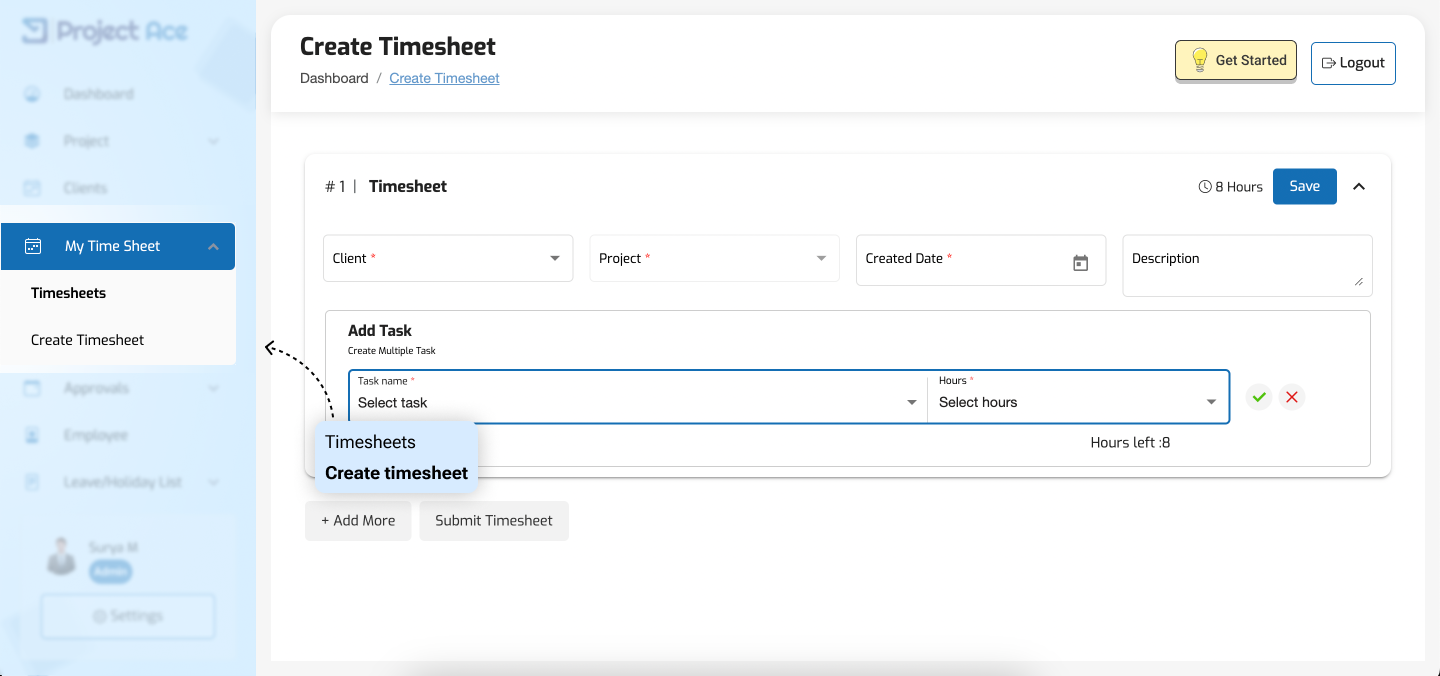 Project Ace
Dashboard
Project
Clients
My Time Sheet
Timesheets
Create Timesheet
Approvals
Employee
Leave/Holiday List
Surya M
Admin
Settings
Create Timesheet
Dashboard / Create Timesheet
Get Started
Logout
# 1 | Timesheet
8 Hours
Save
Client *
Project *
Created Date *
Description
Add Task
Create Multiple Task
Task name *
Select task
Hours *
Select hours
Hours left :8
Timesheets
Create timesheet
+ Add More
Submit Timesheet